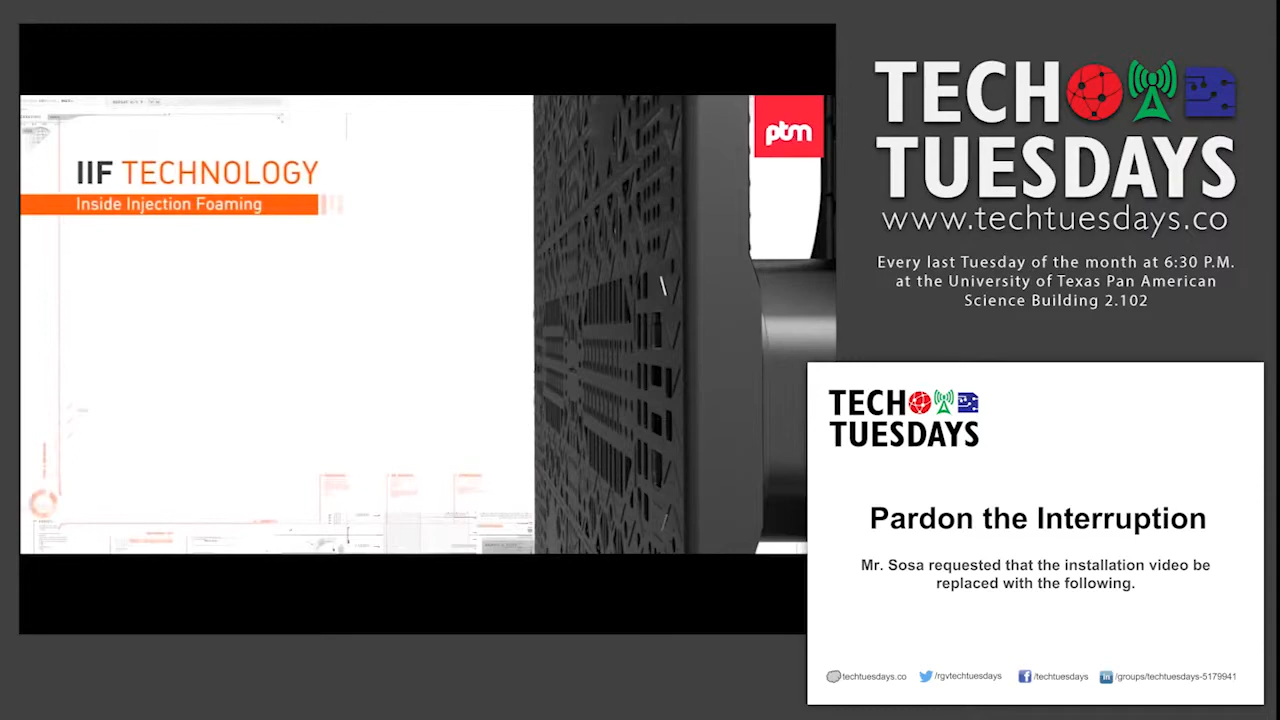 IIF TECHNOLOGY
Inside Injection Foaming
ptm
TECH
TUESDAYS
www.techtuesdays.co
Every last Tuesday of the month at 6:30 P.M.
at the University of Texas Pan American
Science Building 2.102
TECH
TUESDAYS
Pardon the Interruption
Mr. Sosa requested that the installation video be
replaced with the following.
techtuesdays.co /rgvtechtuesdays /techtuesdays /groups/techtuesdays-5179941